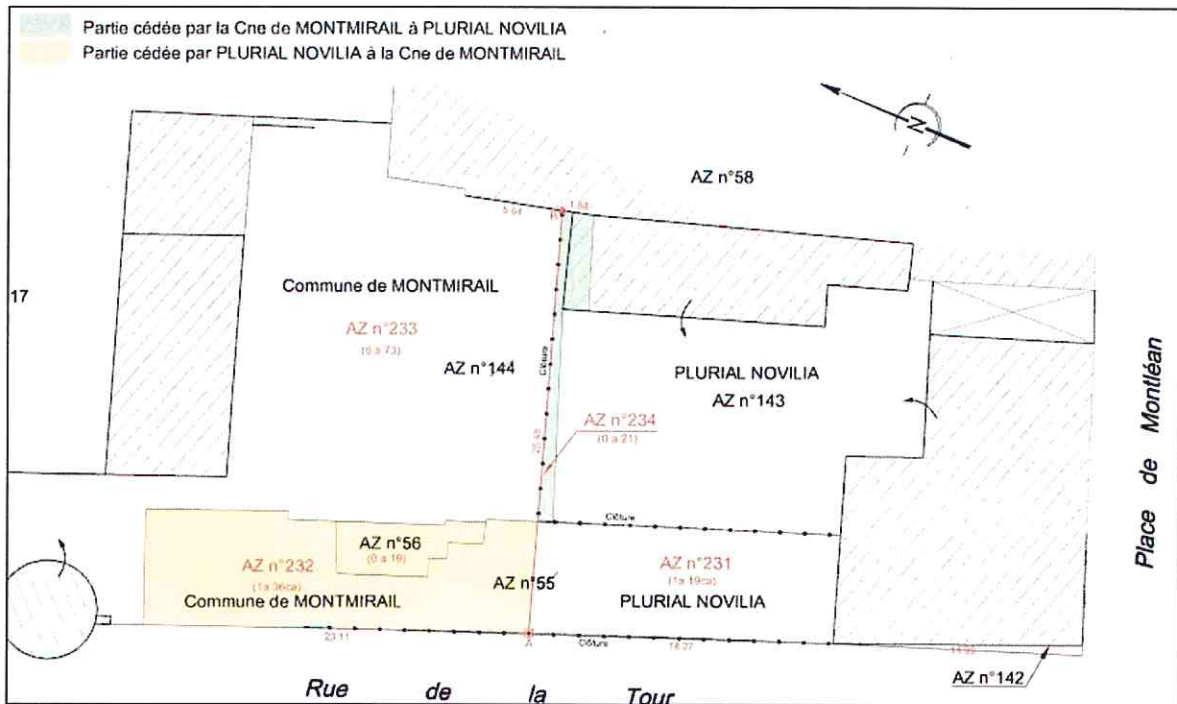 Partie cédée par la Cne de MONTMIRAIL à PLURIAL NOVILIA
Partie cédée par PLURIAL NOVILIA à la Cne de MONTMIRAIL
N
AZ n°58
5.64
1.84
B
17
Commune de MONTMIRAIL
AZ n°233
(6 a 73)
AZ n°144
Clôture
PLURIAL NOVILIA
AZ n°143
AZ n°234
(0 a 21)
Place de Montléan
Clôture
AZ n°56
(0 a 19)
AZ n°232
(1a 36ca)
Commune de MONTMIRAIL
AZ n°55
AZ n°231
(1a 19ca)
PLURIAL NOVILIA
23.11
A
Clôture
18.27
AZ n°142
Rue de la Tour